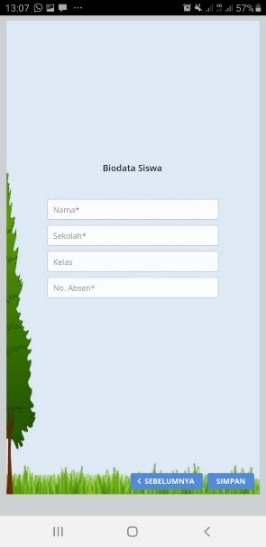 13:07
57%
Biodata Siswa
Nama*
Sekolah*
Kelas
No. Absen*
< SEBELUMNYA
SIMPAN